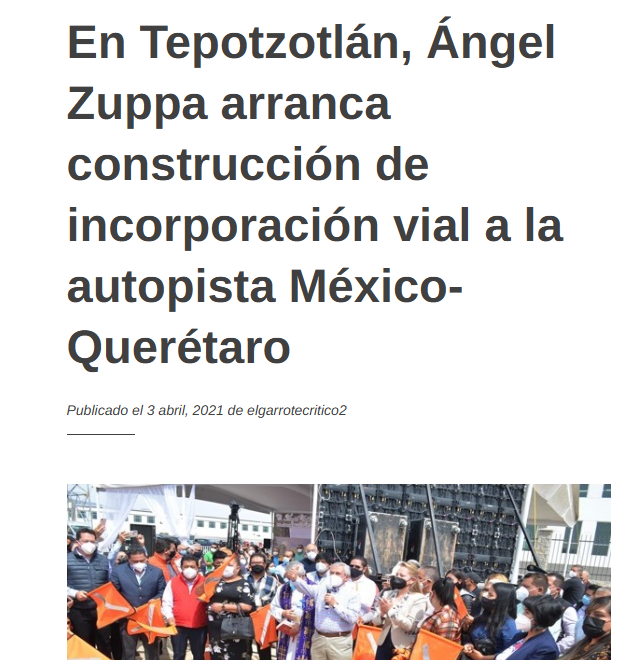 En Tepotzotlán, Ángel
Zuppa arranca
construcción de
incorporación vial a la
autopista México-
Querétaro
Publicado el 3 abril, 2021 de elgarrotecritico2